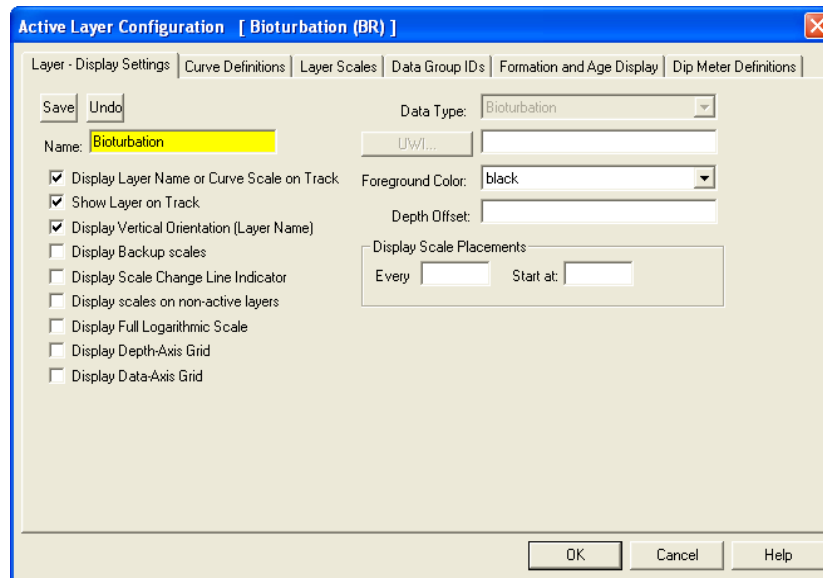 Active Layer Configuration [ Bioturbation (BR) ]
Layer - Display Settings Curve Definitions Layer Scales Data Group IDs Formation and Age Display Dip Meter Definitions
Save Undo
Name: Bioturbation
Display Layer Name or Curve Scale on Track
Show Layer on Track
Display Vertical Orientation (Layer Name)
Display Backup scales
Display Scale Change Line Indicator
Display scales on non-active layers
Display Full Logarithmic Scale
Display Depth-Axis Grid
Display Data-Axis Grid
Data Type: Bioturbation
UWI...
Foreground Color: black
Depth Offset:
Display Scale Placements
Every Start at:
OK Cancel Help